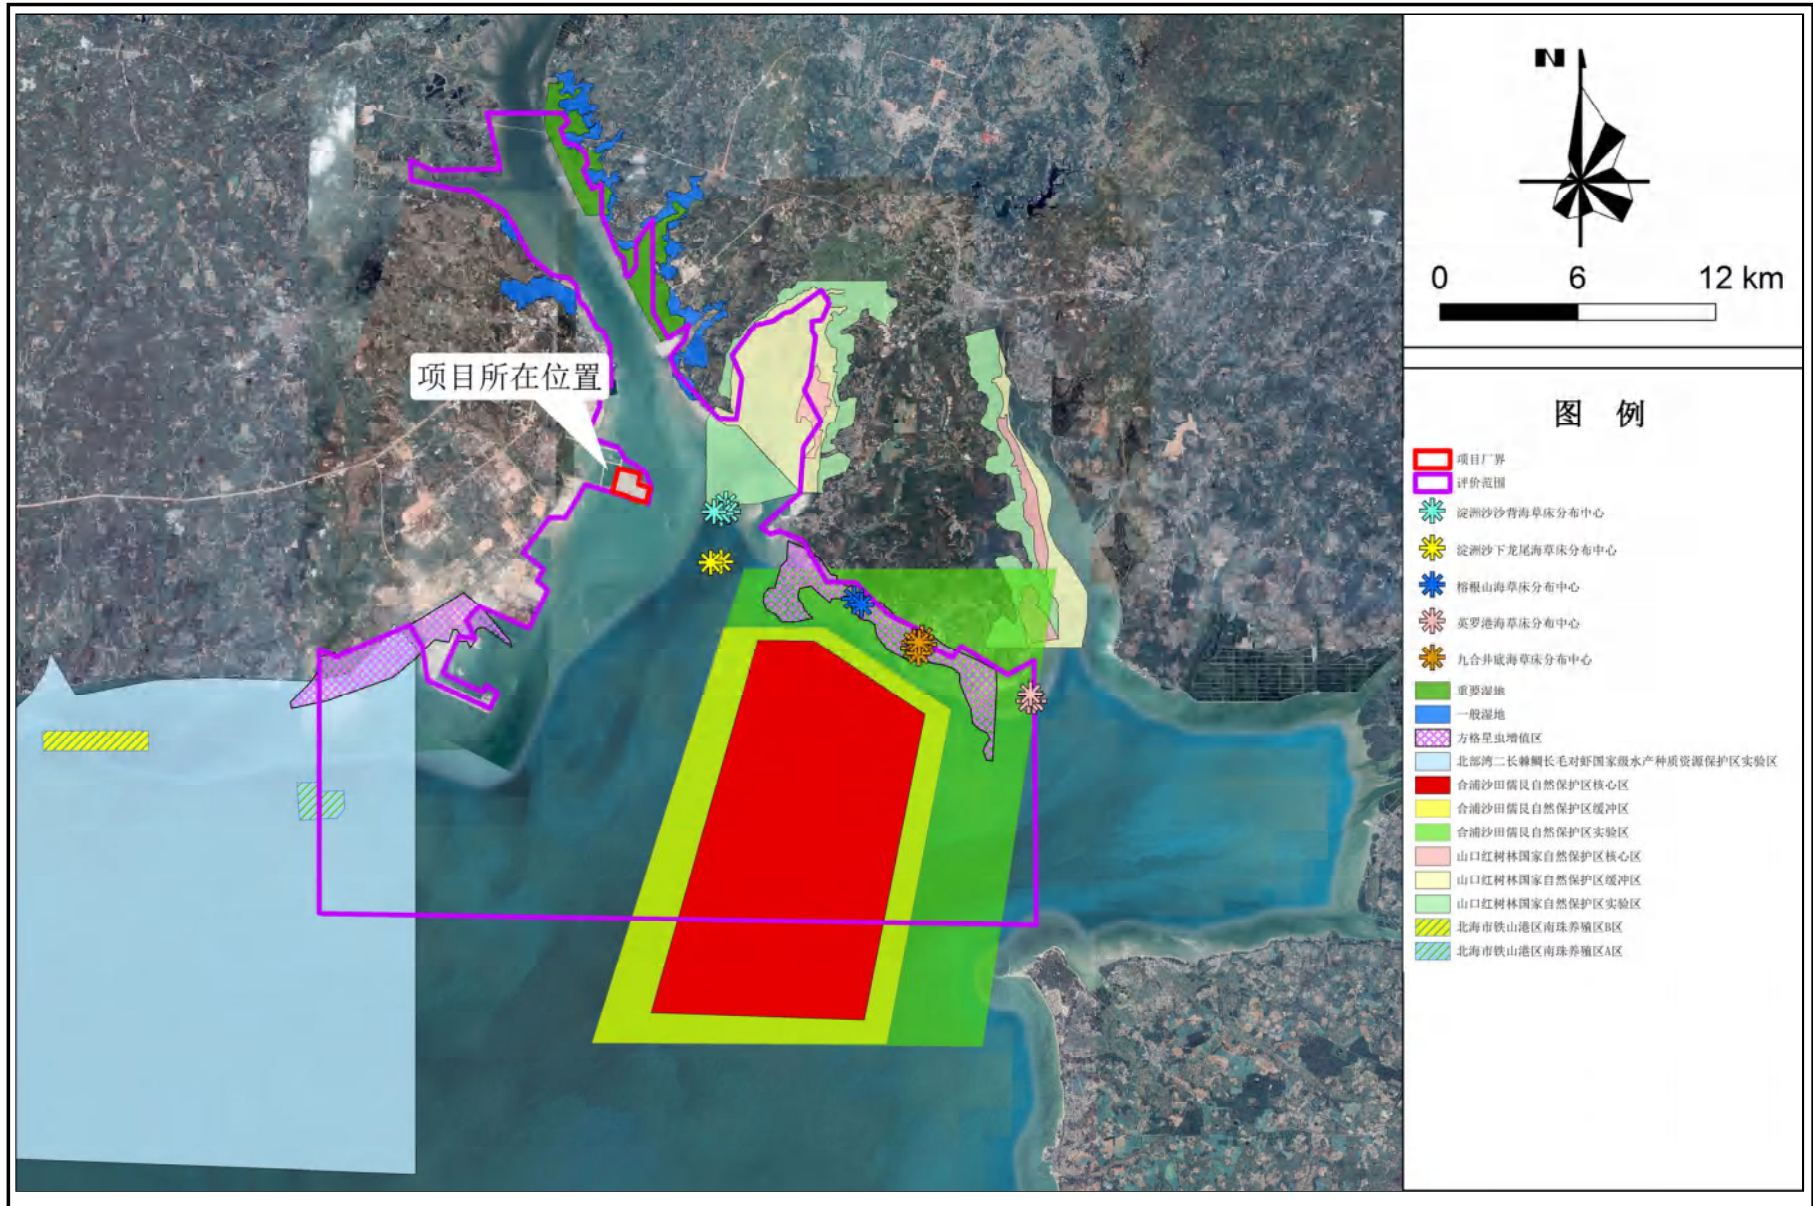 N
0 6 12 km
项目所在位置
图 例
项目厂界
评价范围
淀洲沙沙背海草床分布中心
淀洲沙下龙尾海草床分布中心
榕根山海草床分布中心
英罗港海草床分布中心
九合井底海草床分布中心
重要湿地
一般湿地
方格星虫增值区
北部湾二长棘鲷长毛对虾国家级水产种质资源保护区实验区
合浦沙田儒艮自然保护区核心区
合浦沙田儒艮自然保护区缓冲区
合浦沙田儒艮自然保护区实验区
山口红树林国家自然保护区核心区
山口红树林国家自然保护区缓冲区
山口红树林国家自然保护区实验区
北海市铁山港区南珠养殖区B区
北海市铁山港区南珠养殖区A区